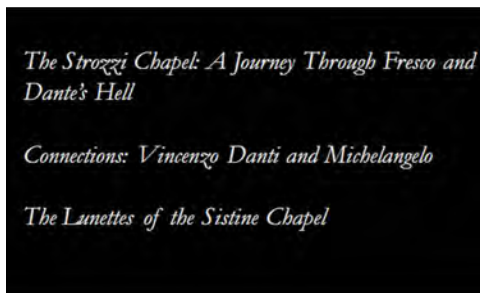 The Strozzi Chapel: A Journey Through Fresco and
Dante's Hell
Connections: Vincenzo Danti and Michelangelo
The Lunettes of the Sistine Chapel